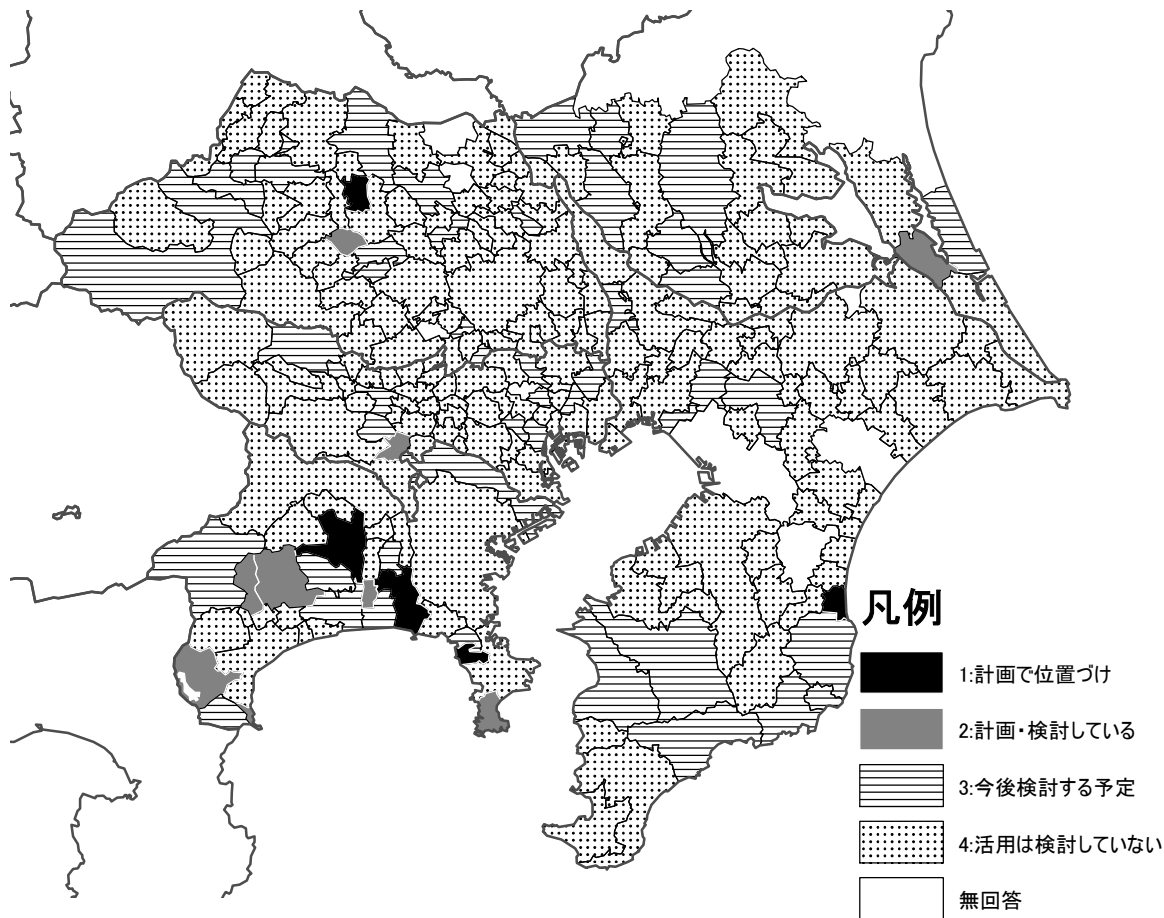 凡例
1:計画で位置づけ
2:計画・検討している
3:今後検討する予定
4:活用は検討していない
無回答